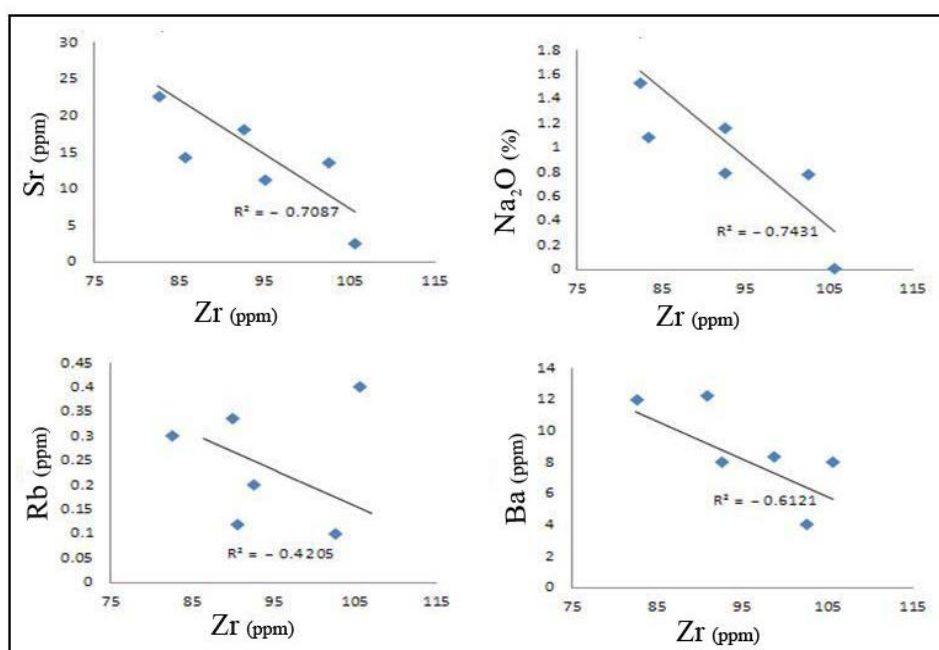 30
25
20
15
10
5
0
Sr (ppm)
R² = – 0.7087
75 85 95 105 115
Zr (ppm)
1.8
1.6
1.4
1.2
1
0.8
0.6
0.4
0.2
0
Na₂O (%)
R² = – 0.7431
75 85 95 105 115
Zr (ppm)
0.45
0.4
0.35
0.3
0.25
0.2
0.15
0.1
0.05
0
Rb (ppm)
R² = – 0.4205
75 85 95 105 115
Zr (ppm)
14
12
10
8
6
4
2
0
Ba (ppm)
R² = – 0.6121
75 85 95 105 115
Zr (ppm)